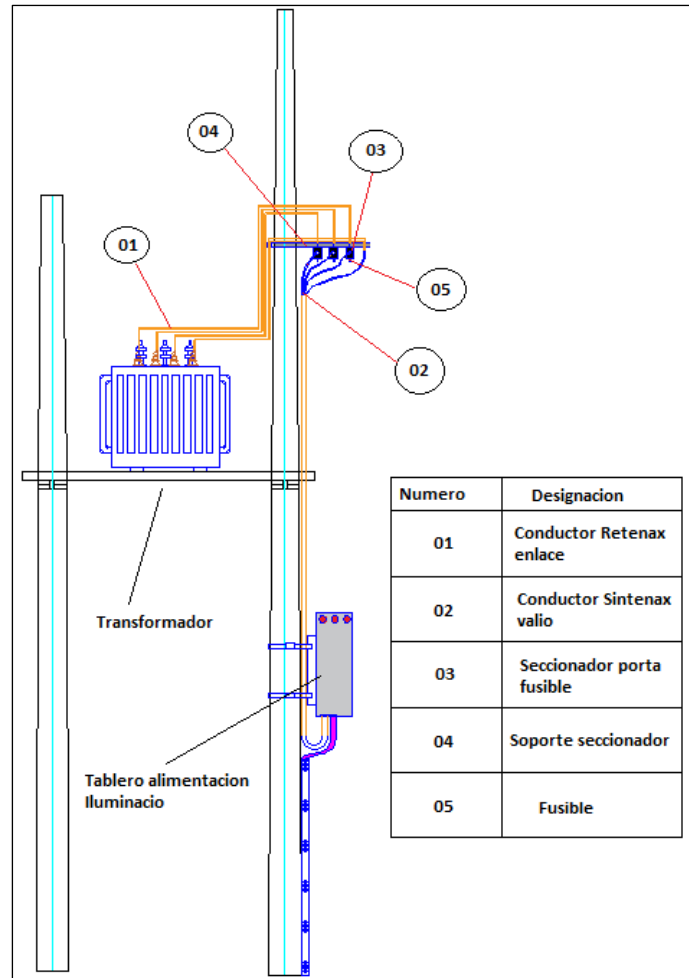 04
03
01
05
02
Transformador
Tablero alimentacion
Iluminacio
Numero Designacion
01 Conductor Retenax
enlace
02 Conductor Sintenax
valio
03 Seccionador porta
fusible
04 Soporte seccionador
05 Fusible